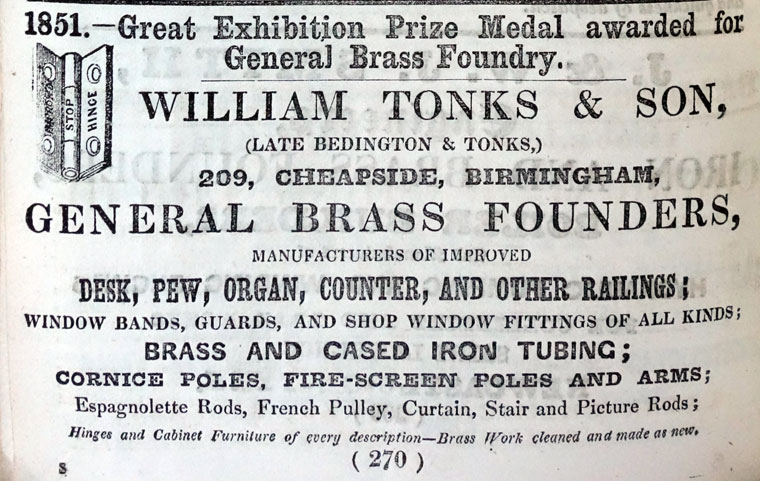 1851.—Great Exhibition Prize Medal awarded for
General Brass Foundry.
STOP
HINGE
WILLIAM TONKS & SON,
(LATE BEDINGTON & TONKS,)
209, CHEAPSIDE, BIRMINGHAM,
GENERAL BRASS FOUNDERS,
MANUFACTURERS OF IMPROVED
DESK, PEW, ORGAN, COUNTER, AND OTHER RAILINGS;
WINDOW BANDS, GUARDS, AND SHOP WINDOW FITTINGS OF ALL KINDS;
BRASS AND CASED IRON TUBING;
CORNICE POLES, FIRE-SCREEN POLES AND ARMS;
Espagnolette Rods, French Pulley, Curtain, Stair and Picture Rods;
Hinges and Cabinet Furniture of every description—Brass Work cleaned and made as new.
S
( 270 )